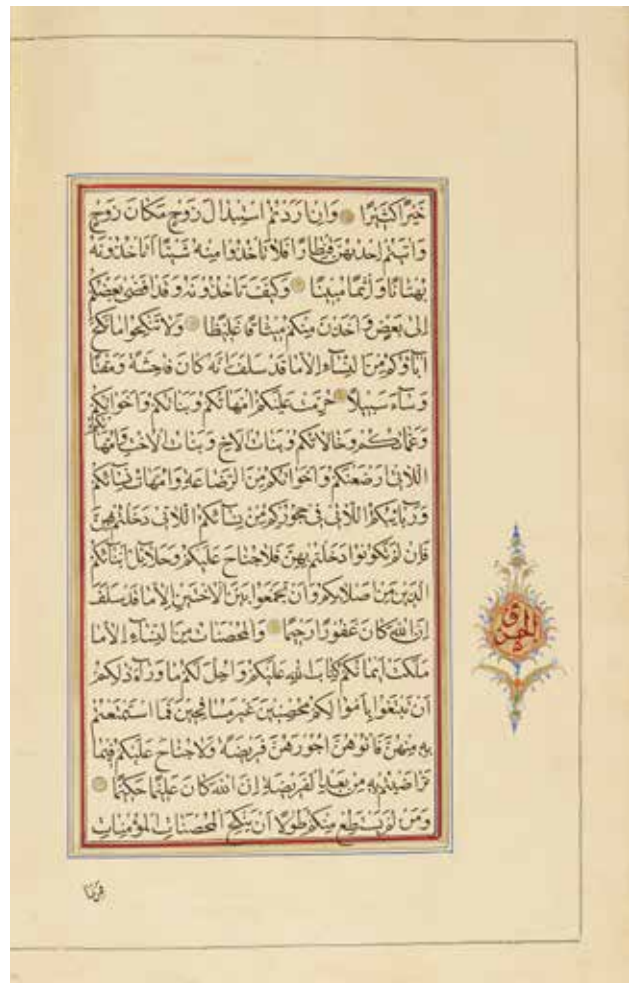 خَيْرًا كَثِيرًا وَاِنْ اَرَدْتُمُ اسْتِبْدَالَ زَوْجٍ مَكَانَ زَوْجٍ
وَاٰتَيْتُمْ اِحْدٰيهُنَّ قِنْطَارًا فَلَا تَأْخُذُوا مِنْهُ شَيْئًا اَتَأْخُذُونَهُ
بُهْتَانًا وَاِثْمًا مُبِينًا وَكَيْفَ تَأْخُذُونَهُ وَقَدْ اَفْضٰى بَعْضُكُمْ
اِلٰى بَعْضٍ وَاَخَذْنَ مِنْكُمْ مِيثَاقًا غَلِيظًا وَلَا تَنْكِحُوا مَا نَكَحَ
اٰبَاؤُكُمْ مِنَ النِّسَاءِ اِلَّا مَا قَدْ سَلَفَ اِنَّهُ كَانَ فَاحِشَةً وَمَقْتًا
وَسَاءَ سَبِيلًا حُرِّمَتْ عَلَيْكُمْ اُمَّهَاتُكُمْ وَبَنَاتُكُمْ وَاَخَوَاتُكُمْ
وَعَمَّاتُكُمْ وَخَالَاتُكُمْ وَبَنَاتُ الْاَخِ وَبَنَاتُ الْاُخْتِ وَاُمَّهَاتُكُمُ
اللَّاتِي اَرْضَعْنَكُمْ وَاَخَوَاتُكُمْ مِنَ الرَّضَاعَةِ وَاُمَّهَاتُ نِسَائِكُمْ
وَرَبَائِبُكُمُ اللَّاتِي فِي حُجُورِكُمْ مِنْ نِسَائِكُمُ اللَّاتِي دَخَلْتُمْ بِهِنَّ
فَاِنْ لَمْ تَكُونُوا دَخَلْتُمْ بِهِنَّ فَلَا جُنَاحَ عَلَيْكُمْ وَحَلَائِلُ اَبْنَائِكُمُ
الَّذِينَ مِنْ اَصْلَابِكُمْ وَاَنْ تَجْمَعُوا بَيْنَ الْاُخْتَيْنِ اِلَّا مَا قَدْ سَلَفَ
اِنَّ اللّٰهَ كَانَ غَفُورًا رَحِيمًا وَالْمُحْصَنَاتُ مِنَ النِّسَاءِ اِلَّا مَا
مَلَكَتْ اَيْمَانُكُمْ كِتَابَ اللّٰهِ عَلَيْكُمْ وَاُحِلَّ لَكُمْ مَا وَرَاءَ ذٰلِكُمْ
اَنْ تَبْتَغُوا بِاَمْوَالِكُمْ مُحْصِنِينَ غَيْرَ مُسَافِحِينَ فَمَا اسْتَمْتَعْتُمْ
بِهِ مِنْهُنَّ فَاٰتُوهُنَّ اُجُورَهُنَّ فَرِيضَةً وَلَا جُنَاحَ عَلَيْكُمْ فِيمَا
تَرَاضَيْتُمْ بِهِ مِنْ بَعْدِ الْفَرِيضَةِ اِنَّ اللّٰهَ كَانَ عَلِيمًا حَكِيمًا
وَمَنْ لَمْ يَسْتَطِعْ مِنْكُمْ طَوْلًا اَنْ يَنْكِحَ الْمُحْصَنَاتِ الْمُؤْمِنَاتِ